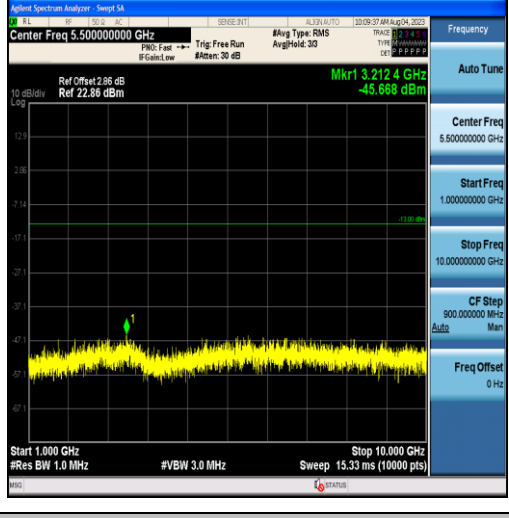 Agilent Spectrum Analyzer - Swept SA
RL RF 50 Ω AC SENSE:INT ALIGN AUTO 10:09:37 AM Aug 04, 2023
Center Freq 5.500000000 GHz
PNO: Fast
IFGain:Low
Trig: Free Run
#Atten: 30 dB
#Avg Type: RMS
Avg|Hold: 3/3
TRACE 1 2 3 4 5 6
TYPE M
DET P P P P P P
Frequency
Ref Offset 2.86 dB
10 dB/div Ref 22.86 dBm
Log
Mkr1 3.212 4 GHz
-45.668 dBm
12.9
2.86
-7.14
-13.00 dBm
-17.1
-27.1
-37.1
1
-47.1
-57.1
-67.1
Start 1.000 GHz Stop 10.000 GHz
#Res BW 1.0 MHz #VBW 3.0 MHz Sweep 15.33 ms (10000 pts)
MSG STATUS
Auto Tune
Center Freq
5.500000000 GHz
Start Freq
1.000000000 GHz
Stop Freq
10.000000000 GHz
CF Step
900.000000 MHz
Auto Man
Freq Offset
0 Hz